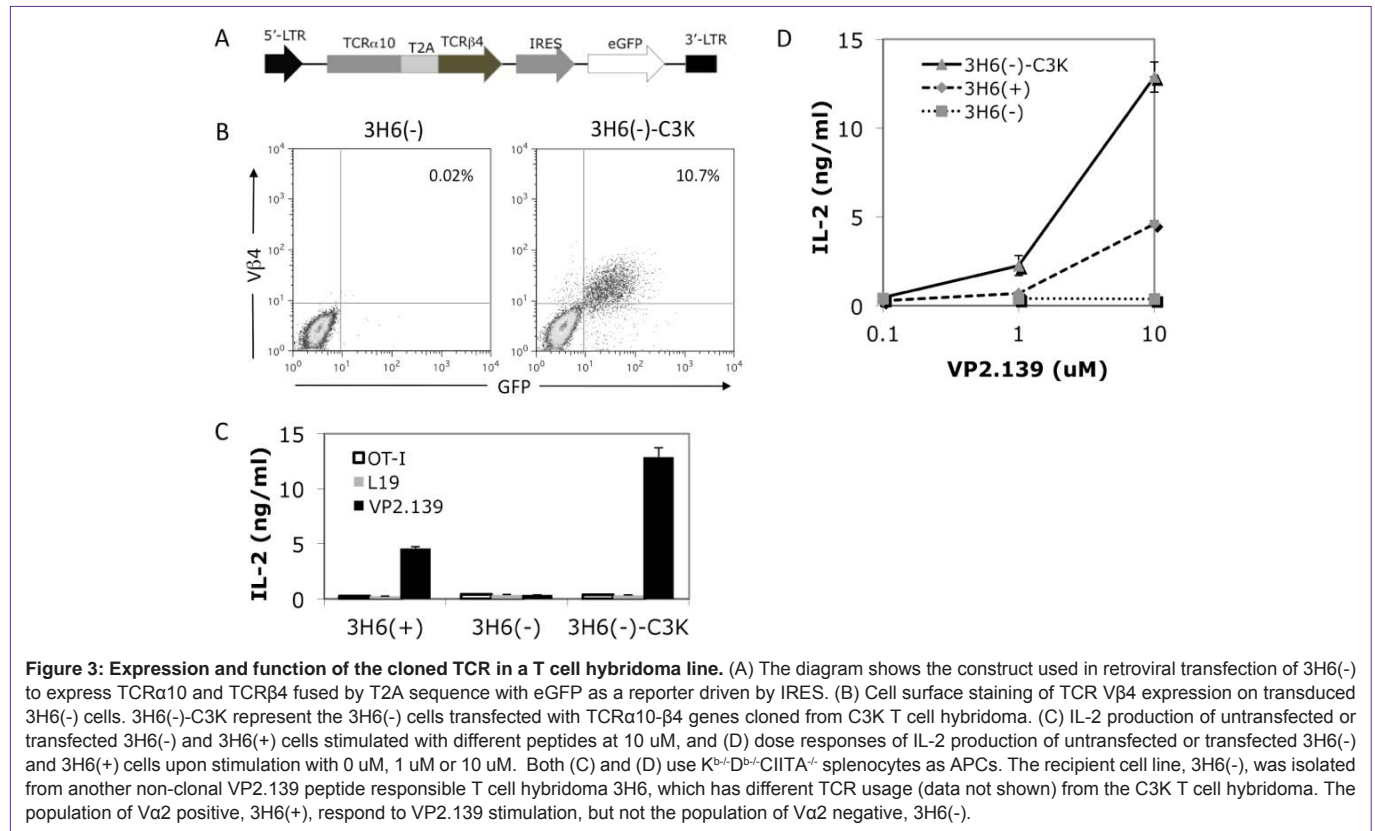 A
5'-LTR
TCRα10
T2A
TCRβ4
IRES
eGFP
3'-LTR
B
3H6(-)
3H6(-)-C3K
10⁴
10³
10²
10¹
10⁰
0.02%
10⁰ 10¹ 10² 10³ 10⁴
10⁴
10³
10²
10¹
10⁰
10.7%
10⁰ 10¹ 10² 10³ 10⁴
Vβ4
GFP
C
15
10
5
0
IL-2 (ng/ml)
OT-I
L19
VP2.139
3H6(+) 3H6(-) 3H6(-)-C3K
D
15
10
5
0
IL-2 (ng/ml)
3H6(-)-C3K
3H6(+)
3H6(-)
0.1 1 10
VP2.139 (uM)
Figure 3: Expression and function of the cloned TCR in a T cell hybridoma line. (A) The diagram shows the construct used in retroviral transfection of 3H6(-)
to express TCRα10 and TCRβ4 fused by T2A sequence with eGFP as a reporter driven by IRES. (B) Cell surface staining of TCR Vβ4 expression on transduced
3H6(-) cells. 3H6(-)-C3K represent the 3H6(-) cells transfected with TCRα10-β4 genes cloned from C3K T cell hybridoma. (C) IL-2 production of untransfected or
transfected 3H6(-) and 3H6(+) cells stimulated with different peptides at 10 uM, and (D) dose responses of IL-2 production of untransfected or transfected 3H6(-)
and 3H6(+) cells upon stimulation with 0 uM, 1 uM or 10 uM. Both (C) and (D) use Kᵇ⁻/⁻Dᵇ⁻/⁻CIITA⁻/⁻ splenocytes as APCs. The recipient cell line, 3H6(-), was isolated
from another non-clonal VP2.139 peptide responsible T cell hybridoma 3H6, which has different TCR usage (data not shown) from the C3K T cell hybridoma. The
population of Vα2 positive, 3H6(+), respond to VP2.139 stimulation, but not the population of Vα2 negative, 3H6(-).